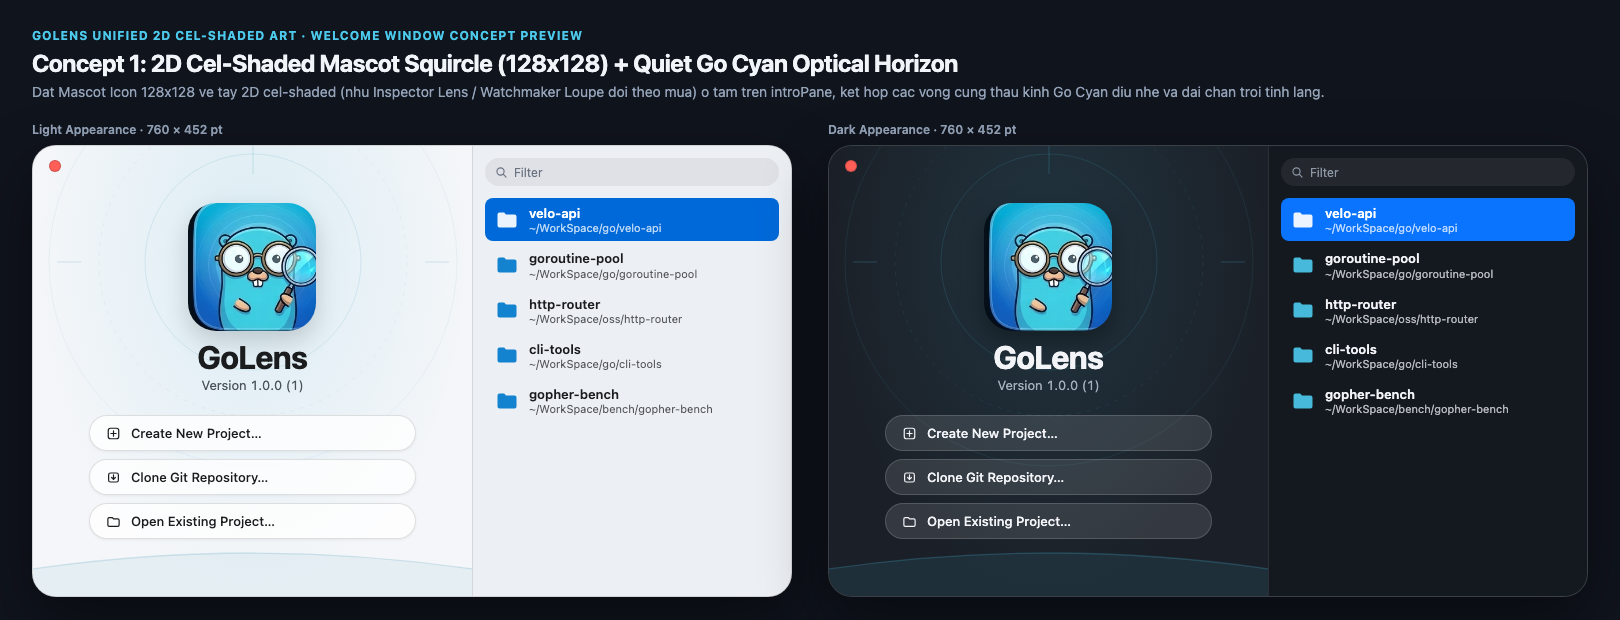 GOLENS UNIFIED 2D CEL-SHADED ART · WELCOME WINDOW CONCEPT PREVIEW
Concept 1: 2D Cel-Shaded Mascot Squircle (128x128) + Quiet Go Cyan Optical Horizon
Dat Mascot Icon 128x128 ve tay 2D cel-shaded (nhu Inspector Lens / Watchmaker Loupe doi theo mua) o tam tren introPane, ket hop cac vong cung thau kinh Go Cyan diu nhe va dai chan troi tinh lang.
Light Appearance · 760 × 452 pt
GoLens
Version 1.0.0 (1)
Create New Project...
Clone Git Repository...
Open Existing Project...
Filter
velo-api
~/WorkSpace/go/velo-api
goroutine-pool
~/WorkSpace/go/goroutine-pool
http-router
~/WorkSpace/oss/http-router
cli-tools
~/WorkSpace/go/cli-tools
gopher-bench
~/WorkSpace/bench/gopher-bench
Dark Appearance · 760 × 452 pt
GoLens
Version 1.0.0 (1)
Create New Project...
Clone Git Repository...
Open Existing Project...
Filter
velo-api
~/WorkSpace/go/velo-api
goroutine-pool
~/WorkSpace/go/goroutine-pool
http-router
~/WorkSpace/oss/http-router
cli-tools
~/WorkSpace/go/cli-tools
gopher-bench
~/WorkSpace/bench/gopher-bench